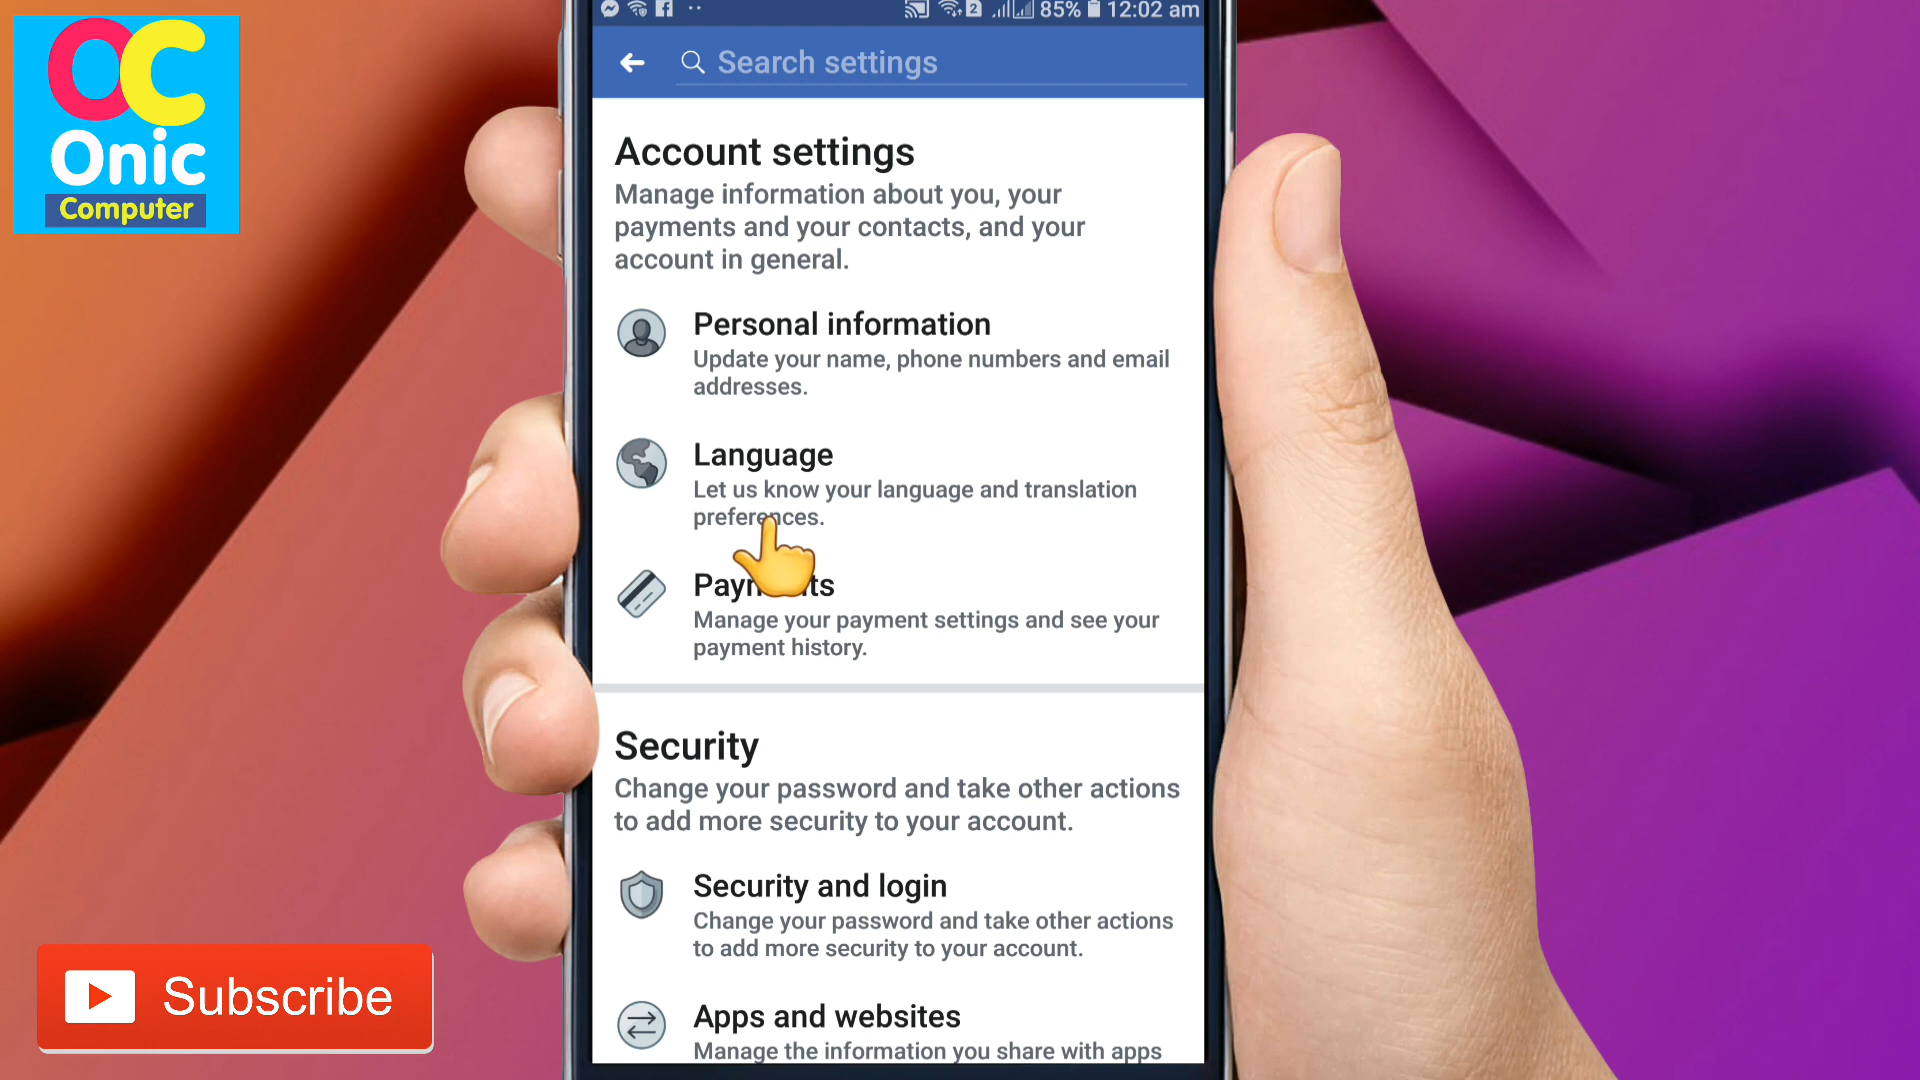 OC
Onic
Computer
2 85% 12:02 am
Search settings
Account settings
Manage information about you, your
payments and your contacts, and your
account in general.
Personal information
Update your name, phone numbers and email
addresses.
Language
Let us know your language and translation
preferences.
Payments
Manage your payment settings and see your
payment history.
Security
Change your password and take other actions
to add more security to your account.
Security and login
Change your password and take other actions
to add more security to your account.
Apps and websites
Manage the information you share with apps
Subscribe